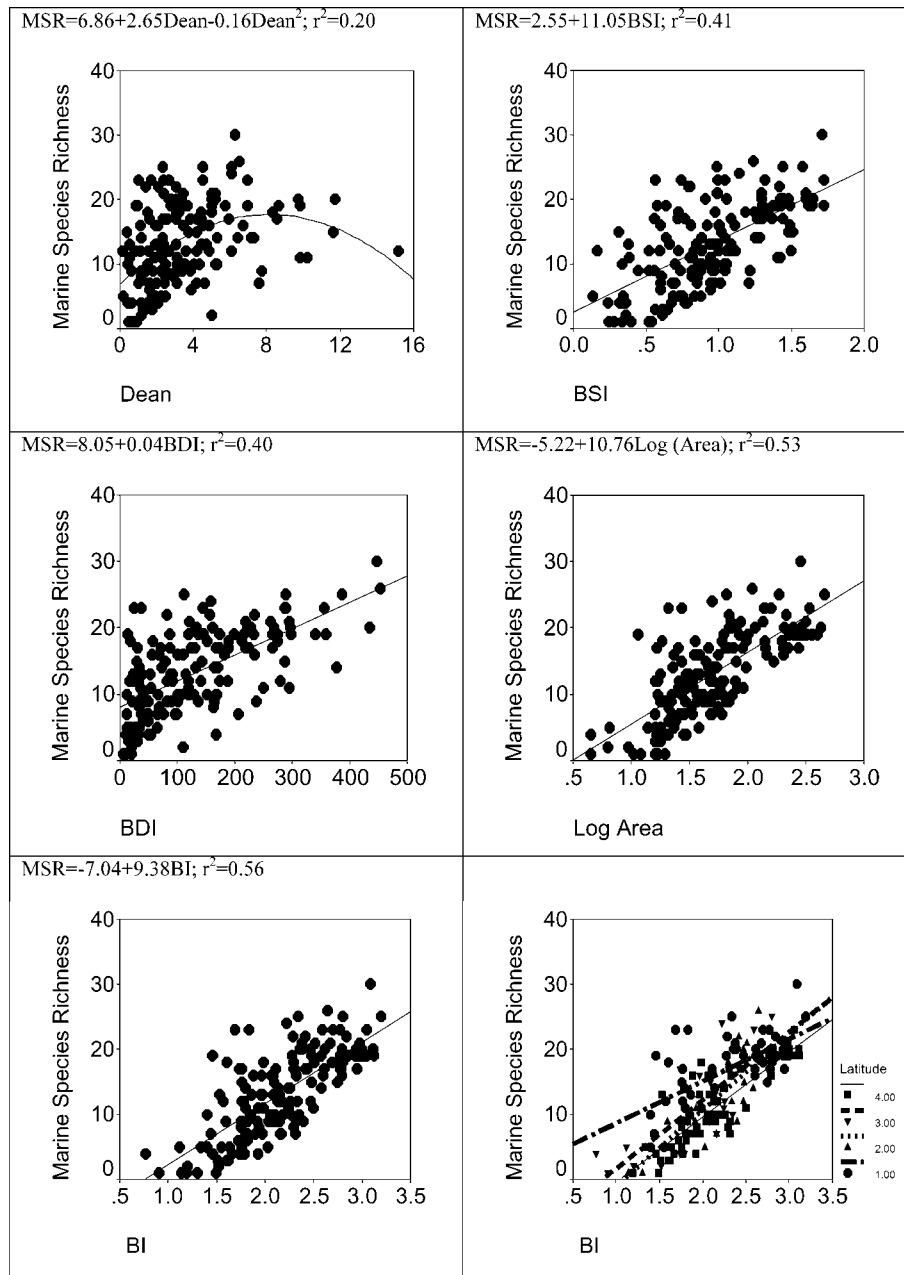 MSR=6.86+2.65Dean-0.16Dean²; r²=0.20
40
30
20
10
0
Marine Species Richness
0 4 8 12 16
Dean
MSR=2.55+11.05BSI; r²=0.41
40
30
20
10
0
Marine Species Richness
0.0 .5 1.0 1.5 2.0
BSI
MSR=8.05+0.04BDI; r²=0.40
40
30
20
10
0
Marine Species Richness
0 100 200 300 400 500
BDI
MSR=-5.22+10.76Log (Area); r²=0.53
40
30
20
10
0
Marine Species Richness
.5 1.0 1.5 2.0 2.5 3.0
Log Area
MSR=-7.04+9.38BI; r²=0.56
40
30
20
10
0
Marine Species Richness
.5 1.0 1.5 2.0 2.5 3.0 3.5
BI
40
30
20
10
0
Marine Species Richness
.5 1.0 1.5 2.0 2.5 3.0 3.5
BI
Latitude
4.00
3.00
2.00
1.00